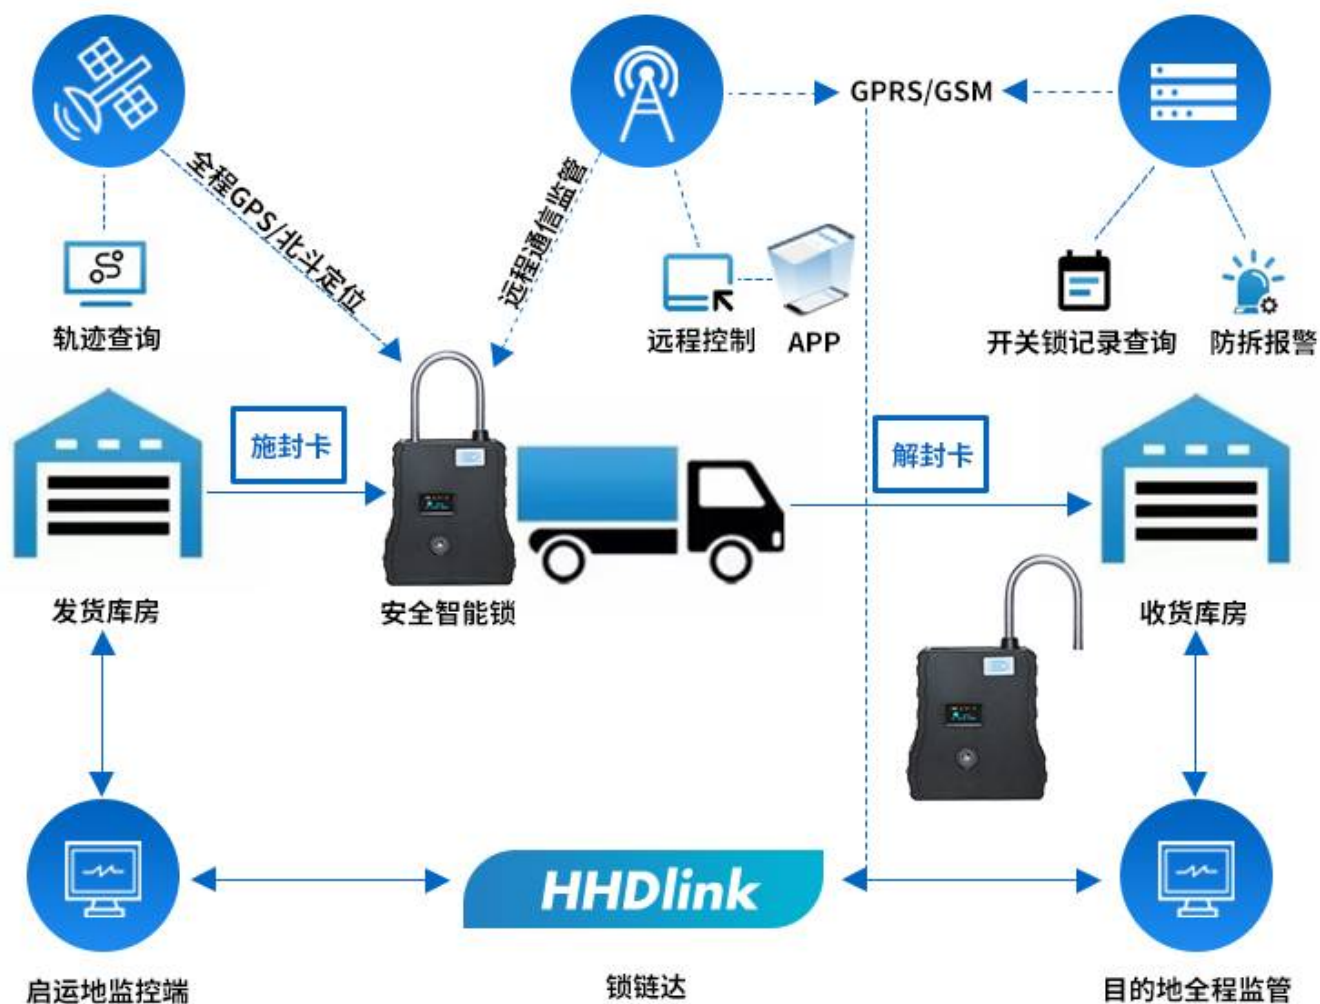 GPRS/GSM
全程GPS/北斗定位
远程通信监管
轨迹查询
远程控制
APP
开关锁记录查询
防拆报警
施封卡
解封卡
发货库房
安全智能锁
收货库房
HHDlink
启运地监控端
锁链达
目的地全程监管